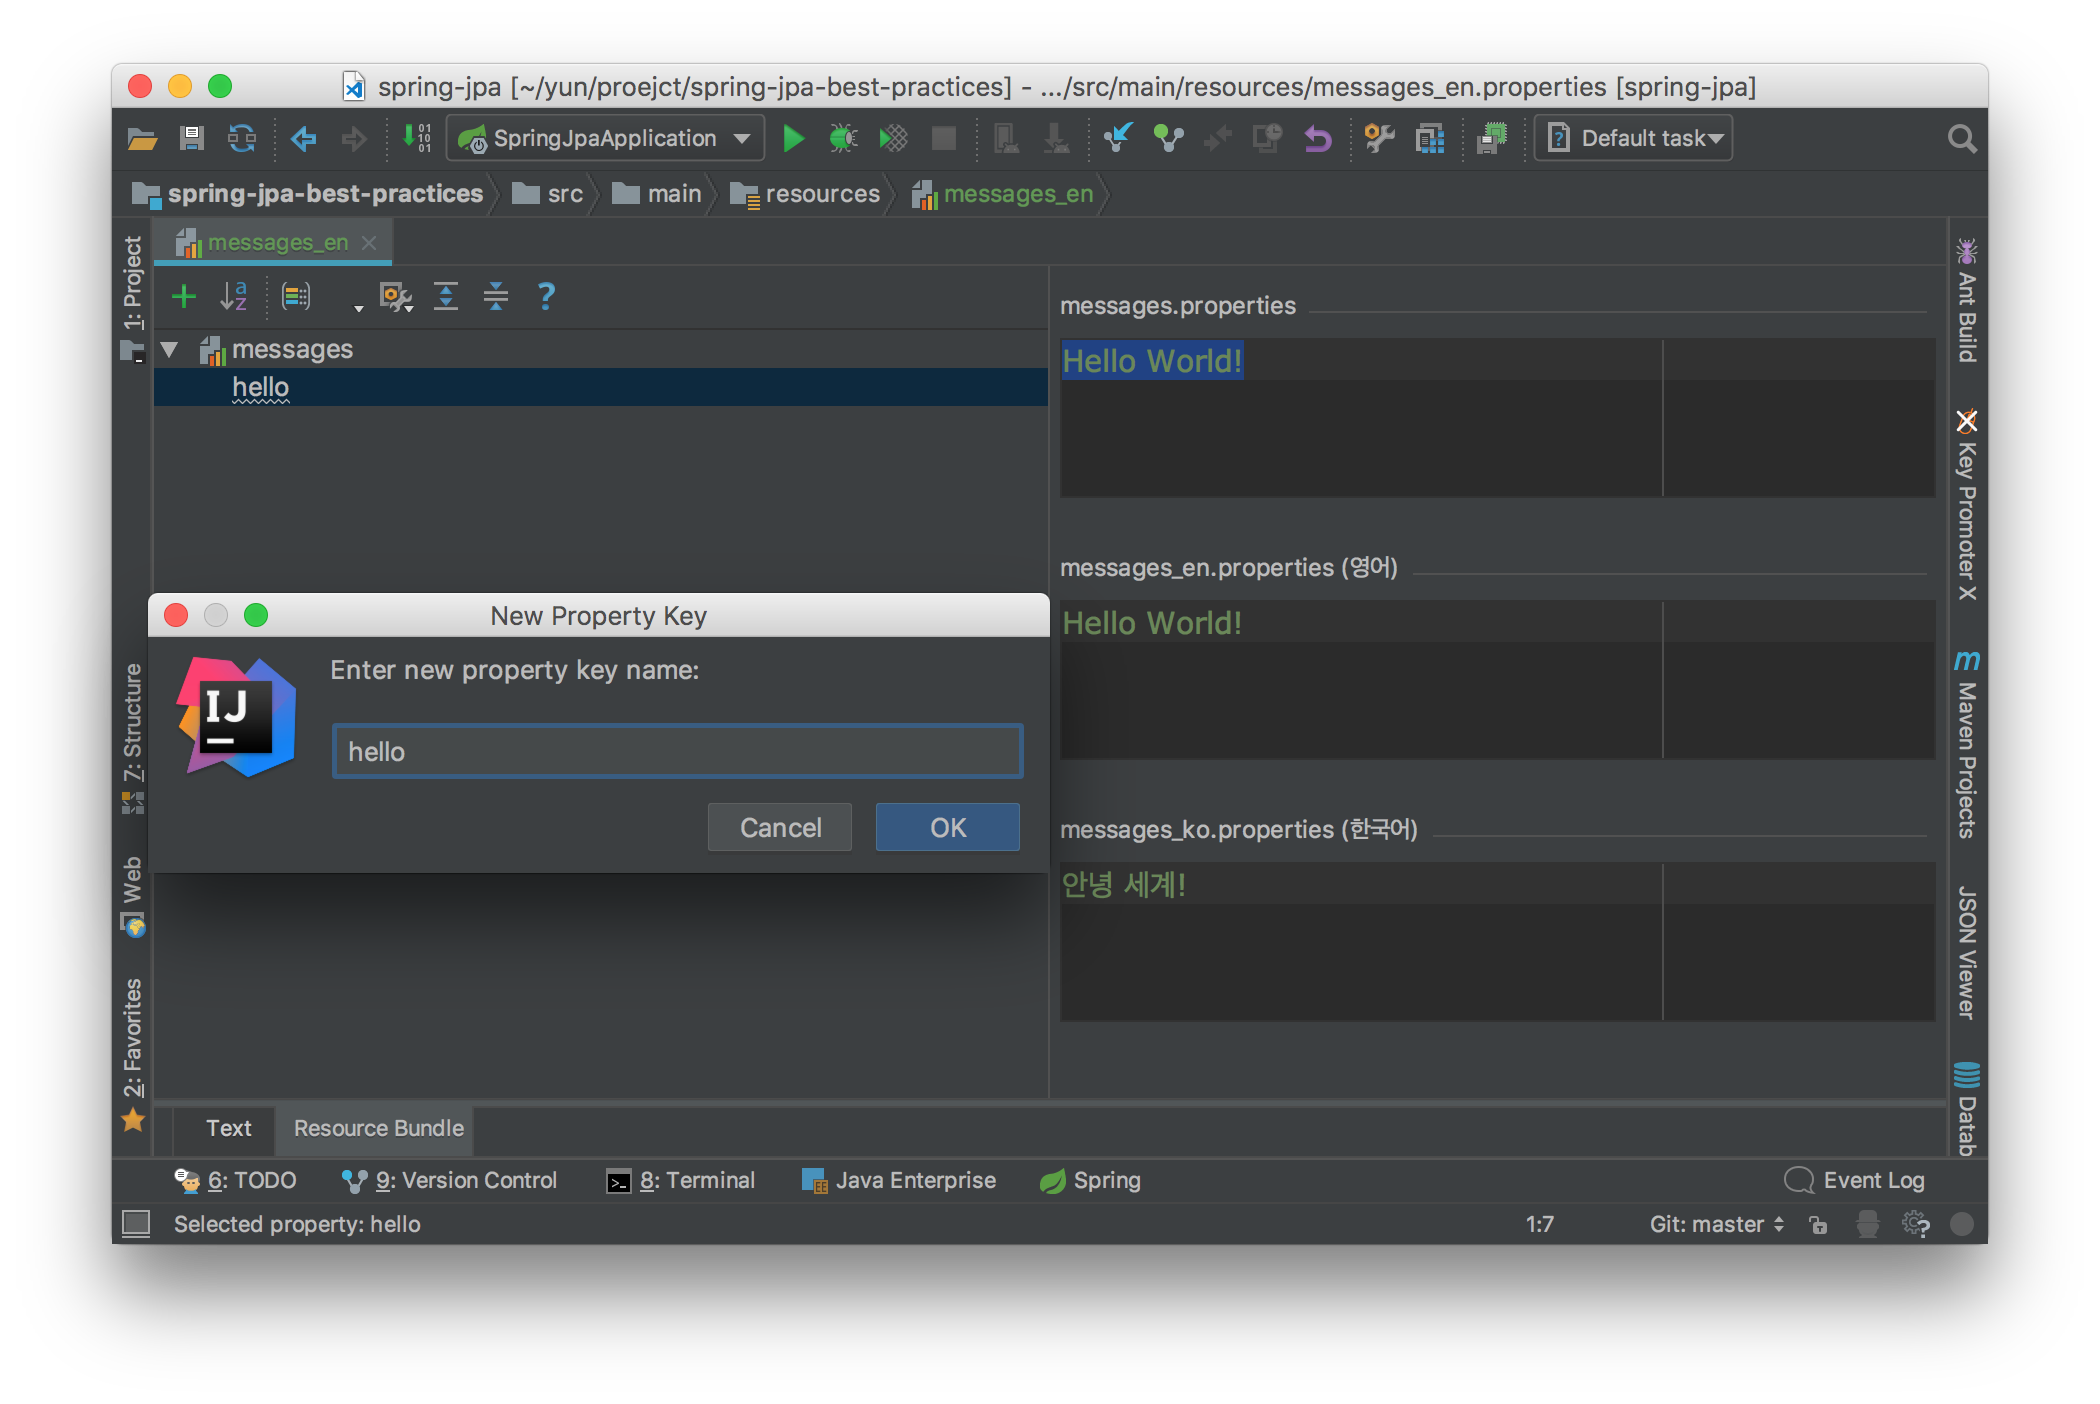 spring-jpa [~/yun/proejct/spring-jpa-best-practices] - .../src/main/resources/messages_en.properties [spring-jpa]
SpringJpaApplication
Default task
spring-jpa-best-practices
src
main
resources
messages_en
messages_en
1: Project
7: Structure
Web
2: Favorites
messages
hello
messages.properties
Hello World!
messages_en.properties (영어)
Hello World!
messages_ko.properties (한국어)
안녕 세계!
New Property Key
IJ
Enter new property key name:
hello
Cancel
OK
Ant Build
Key Promoter X
Maven Projects
JSON Viewer
Datab
Text
Resource Bundle
6: TODO
9: Version Control
8: Terminal
Java Enterprise
Spring
Event Log
Selected property: hello
1:7
Git: master